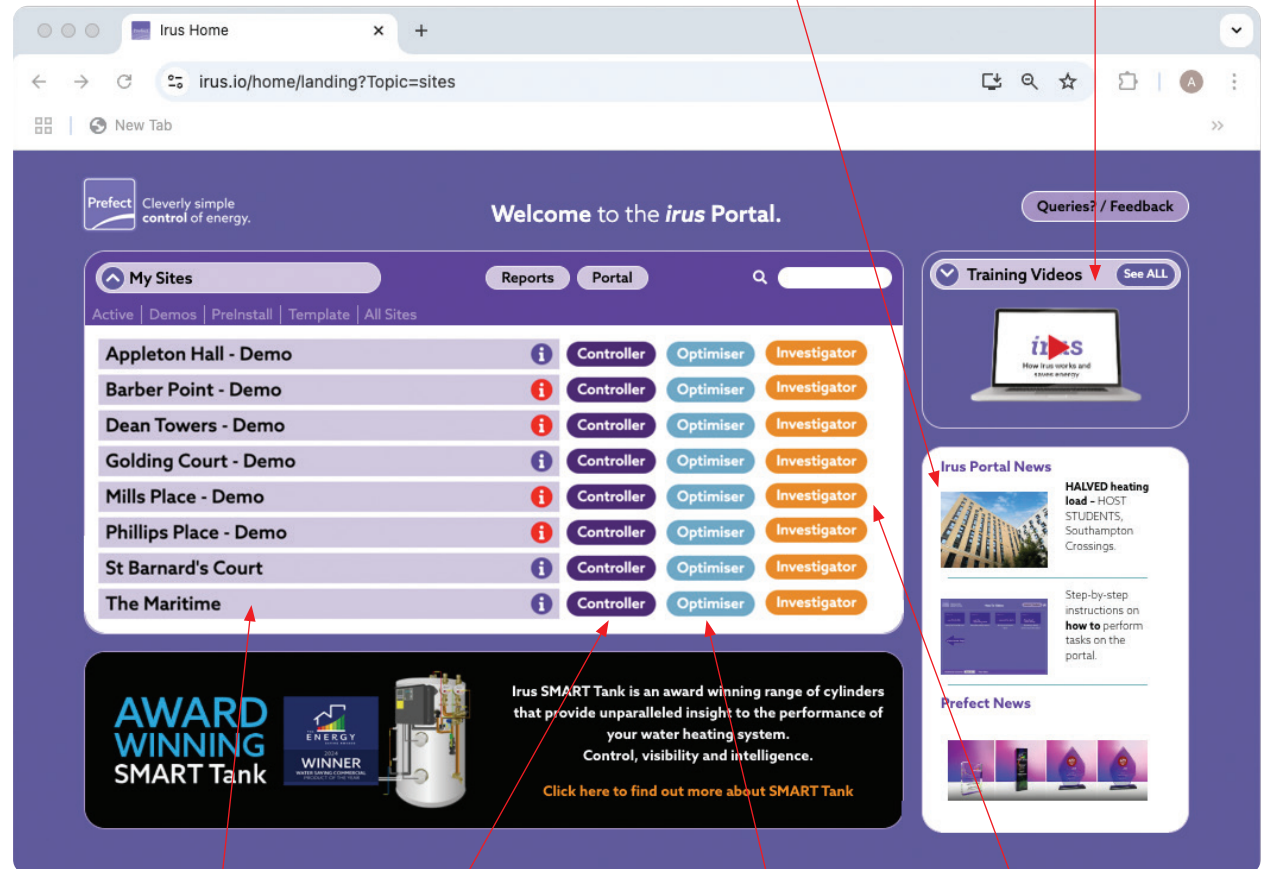 Irus Home
irus.io/home/landing?Topic=sites
A
New Tab
Prefect
Cleverly simple
control of energy.
Welcome to the irus Portal.
Queries? / Feedback
My Sites
Reports
Portal
Active | Demos | PreInstall | Template | All Sites
Appleton Hall - Demo i Controller Optimiser Investigator
Barber Point - Demo i Controller Optimiser Investigator
Dean Towers - Demo i Controller Optimiser Investigator
Golding Court - Demo i Controller Optimiser Investigator
Mills Place - Demo i Controller Optimiser Investigator
Phillips Place - Demo i Controller Optimiser Investigator
St Barnard's Court i Controller Optimiser Investigator
The Maritime i Controller Optimiser Investigator
Training Videos
See ALL
irus
How Irus works and
saves energy
Irus Portal News
HALVED heating
load – HOST
STUDENTS,
Southampton
Crossings.
Step-by-step
instructions on
how to perform
tasks on the
portal.
Prefect News
AWARD
WINNING
SMART Tank
ENERGY
2024
WINNER
WATER SAVING COMMERCIAL
PRODUCT OF THE YEAR
Irus SMART Tank is an award winning range of cylinders
that provide unparalleled insight to the performance of
your water heating system.
Control, visibility and intelligence.
Click here to find out more about SMART Tank